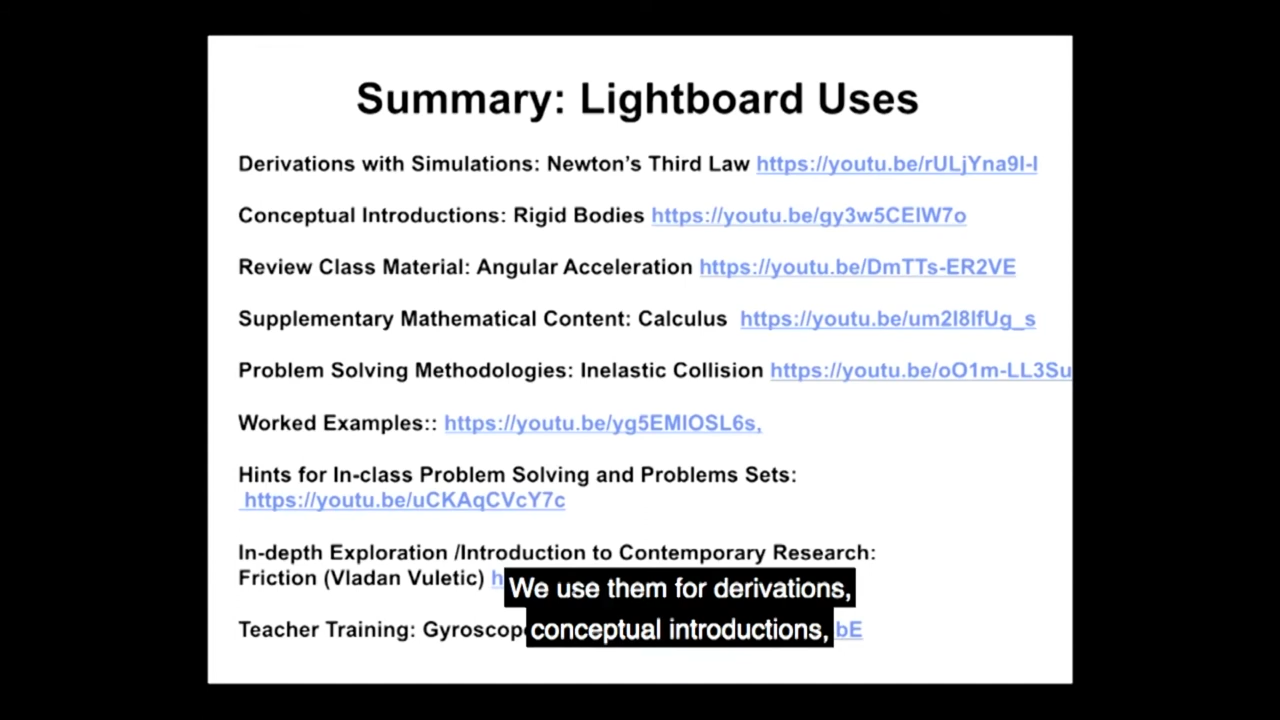 Summary: Lightboard Uses
Derivations with Simulations: Newton's Third Law https://youtu.be/rULjYna9I-I
Conceptual Introductions: Rigid Bodies https://youtu.be/gy3w5CEIW7o
Review Class Material: Angular Acceleration https://youtu.be/DmTTs-ER2VE
Supplementary Mathematical Content: Calculus https://youtu.be/um2I8IfUg_s
Problem Solving Methodologies: Inelastic Collision https://youtu.be/oO1m-LL3Su
Worked Examples:: https://youtu.be/yg5EMIOSL6s,
Hints for In-class Problem Solving and Problems Sets:
https://youtu.be/uCKAqCVcY7c
In-depth Exploration /Introduction to Contemporary Research:
Friction (Vladan Vuletic) h
We use them for derivations,
Teacher Training: Gyroscop bE
conceptual introductions,